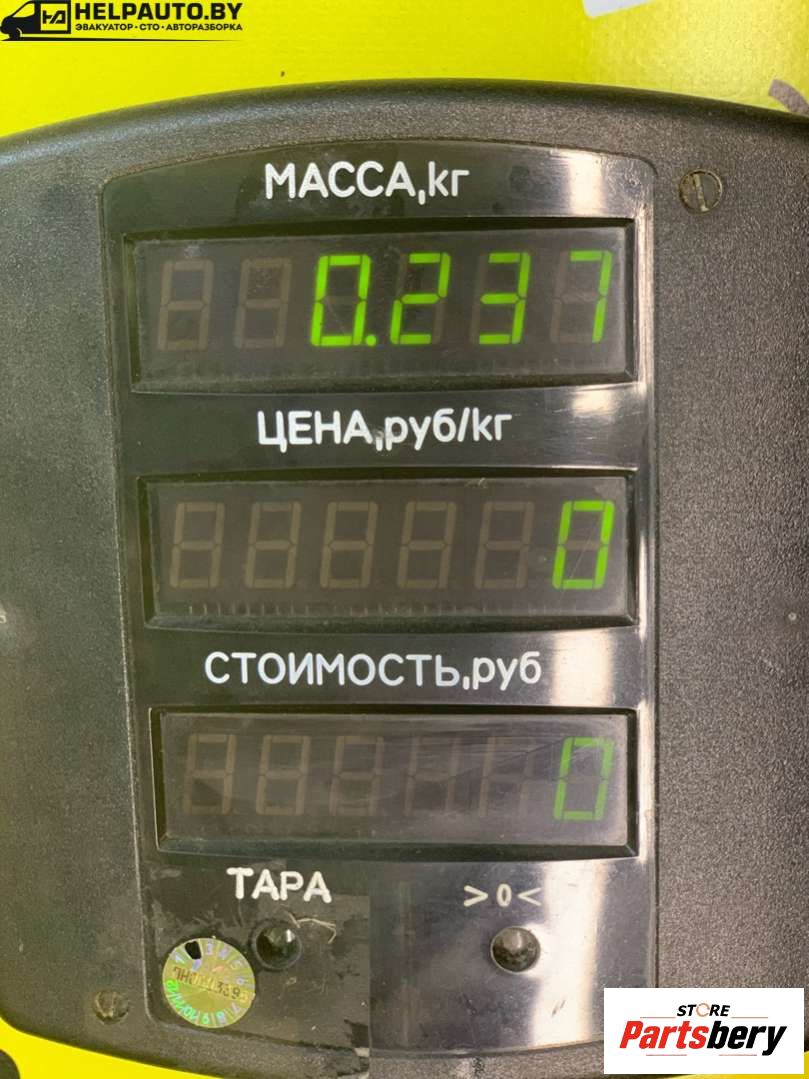 HELPAUTO.BY
ЭВАКУАТОР·СТО·АВТОРАЗБОРКА
МАССА,кг
0.237
ЦЕНА,руб/кг
0
СТОИМОСТЬ,руб
0
ТАРА
>0<
STORE
Partsbery